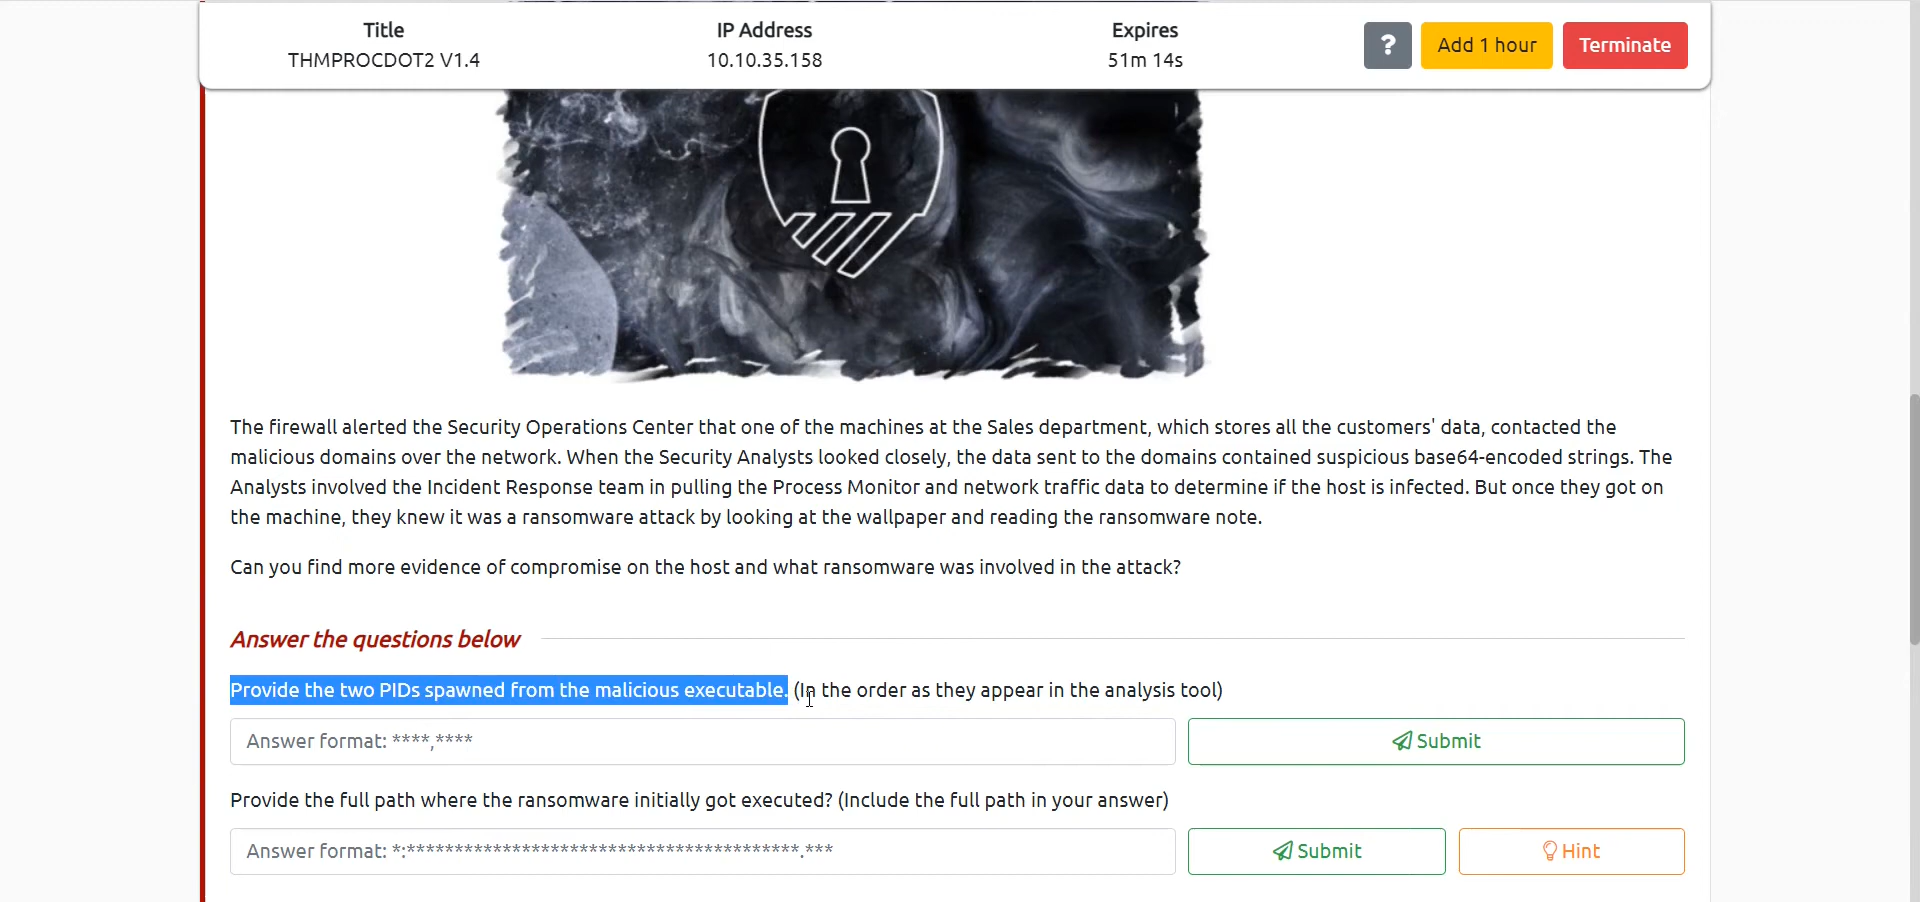 Title
IP Address
Expires
THMPROCDOT2 V1.4
10.10.35.158
51m 14s
?
Add 1 hour
Terminate
The firewall alerted the Security Operations Center that one of the machines at the Sales department, which stores all the customers' data, contacted the
malicious domains over the network. When the Security Analysts looked closely, the data sent to the domains contained suspicious base64-encoded strings. The
Analysts involved the Incident Response team in pulling the Process Monitor and network traffic data to determine if the host is infected. But once they got on
the machine, they knew it was a ransomware attack by looking at the wallpaper and reading the ransomware note.
Can you find more evidence of compromise on the host and what ransomware was involved in the attack?
Answer the questions below
Provide the two PIDs spawned from the malicious executable. (In the order as they appear in the analysis tool)
Answer format: ****,****
Submit
Provide the full path where the ransomware initially got executed? (Include the full path in your answer)
Answer format: *:*****************************************.***
Submit
Hint